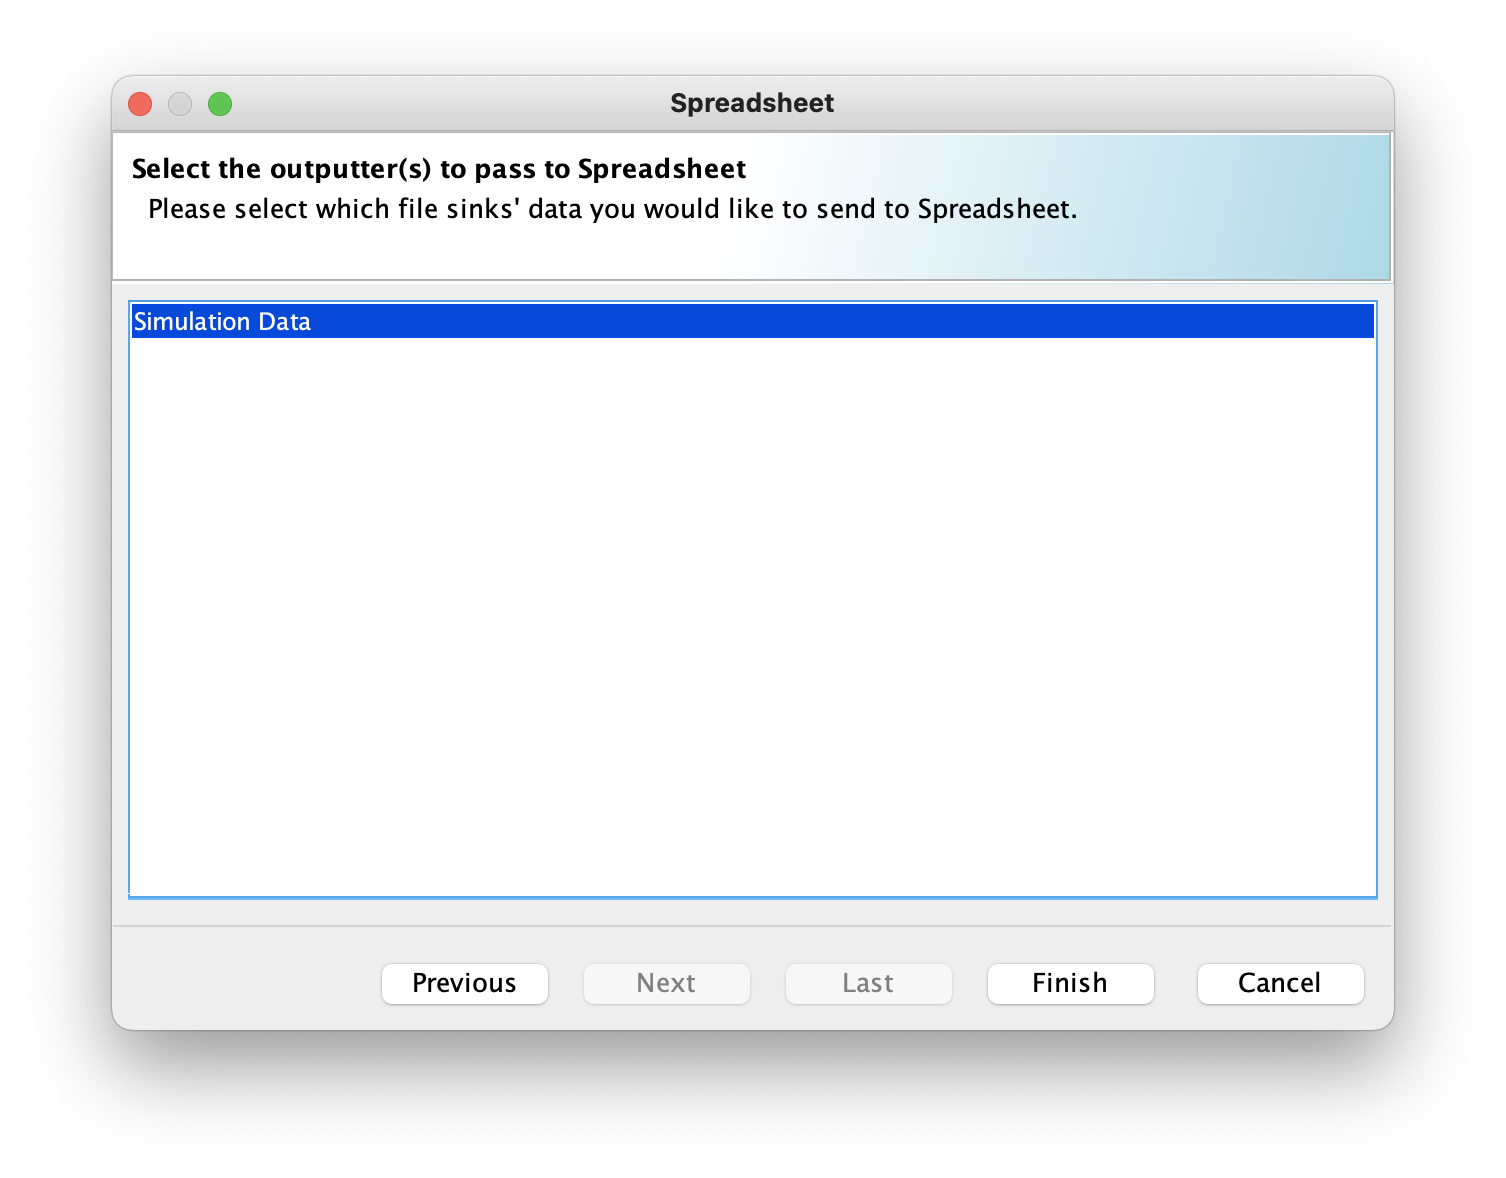 Spreadsheet
Select the outputter(s) to pass to Spreadsheet
Please select which file sinks' data you would like to send to Spreadsheet.
Simulation Data
Previous Next Last Finish Cancel